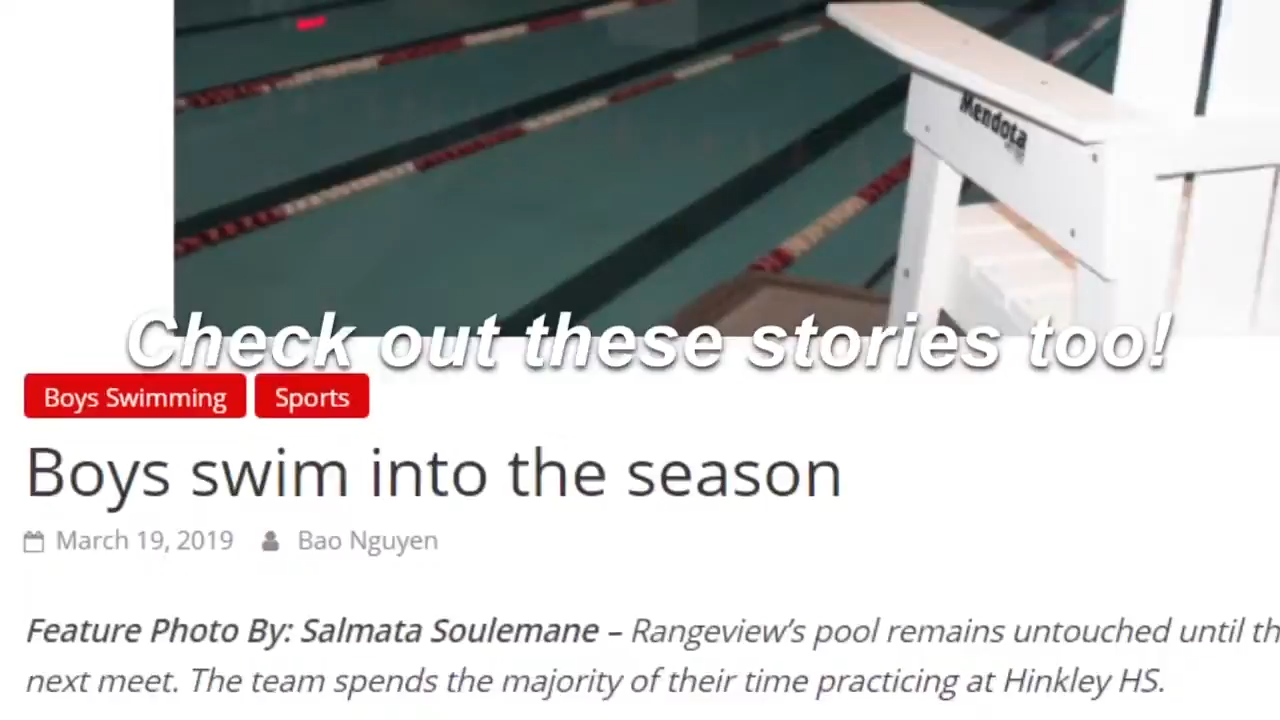 Mendota
Check out these stories too!
Boys Swimming Sports
Boys swim into the season
March 19, 2019 Bao Nguyen
Feature Photo By: Salmata Soulemane – Rangeview’s pool remains untouched until th
next meet. The team spends the majority of their time practicing at Hinkley HS.